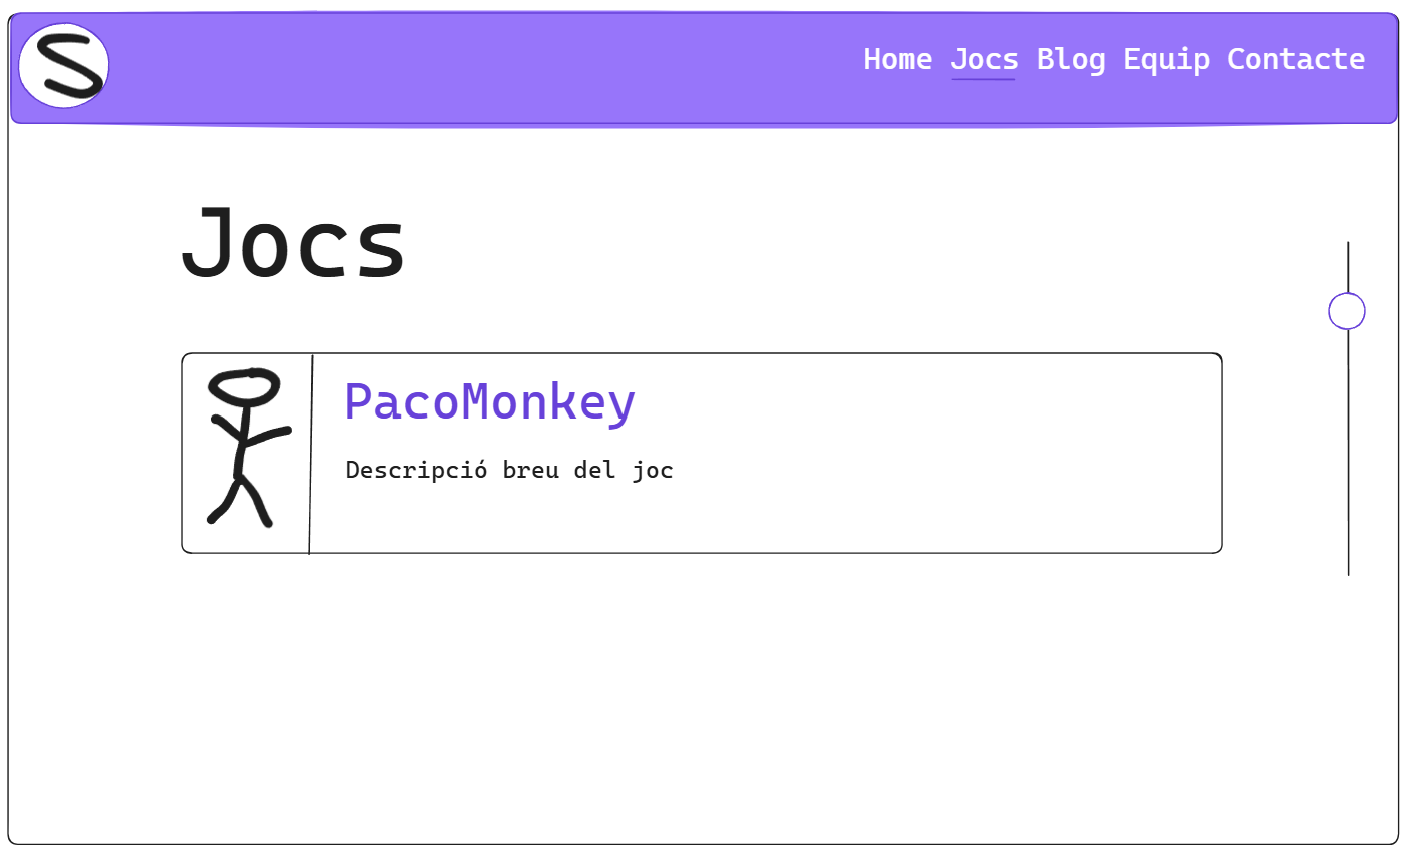 S
Home Jocs Blog Equip Contacte
Jocs
PacoMonkey
Descripció breu del joc